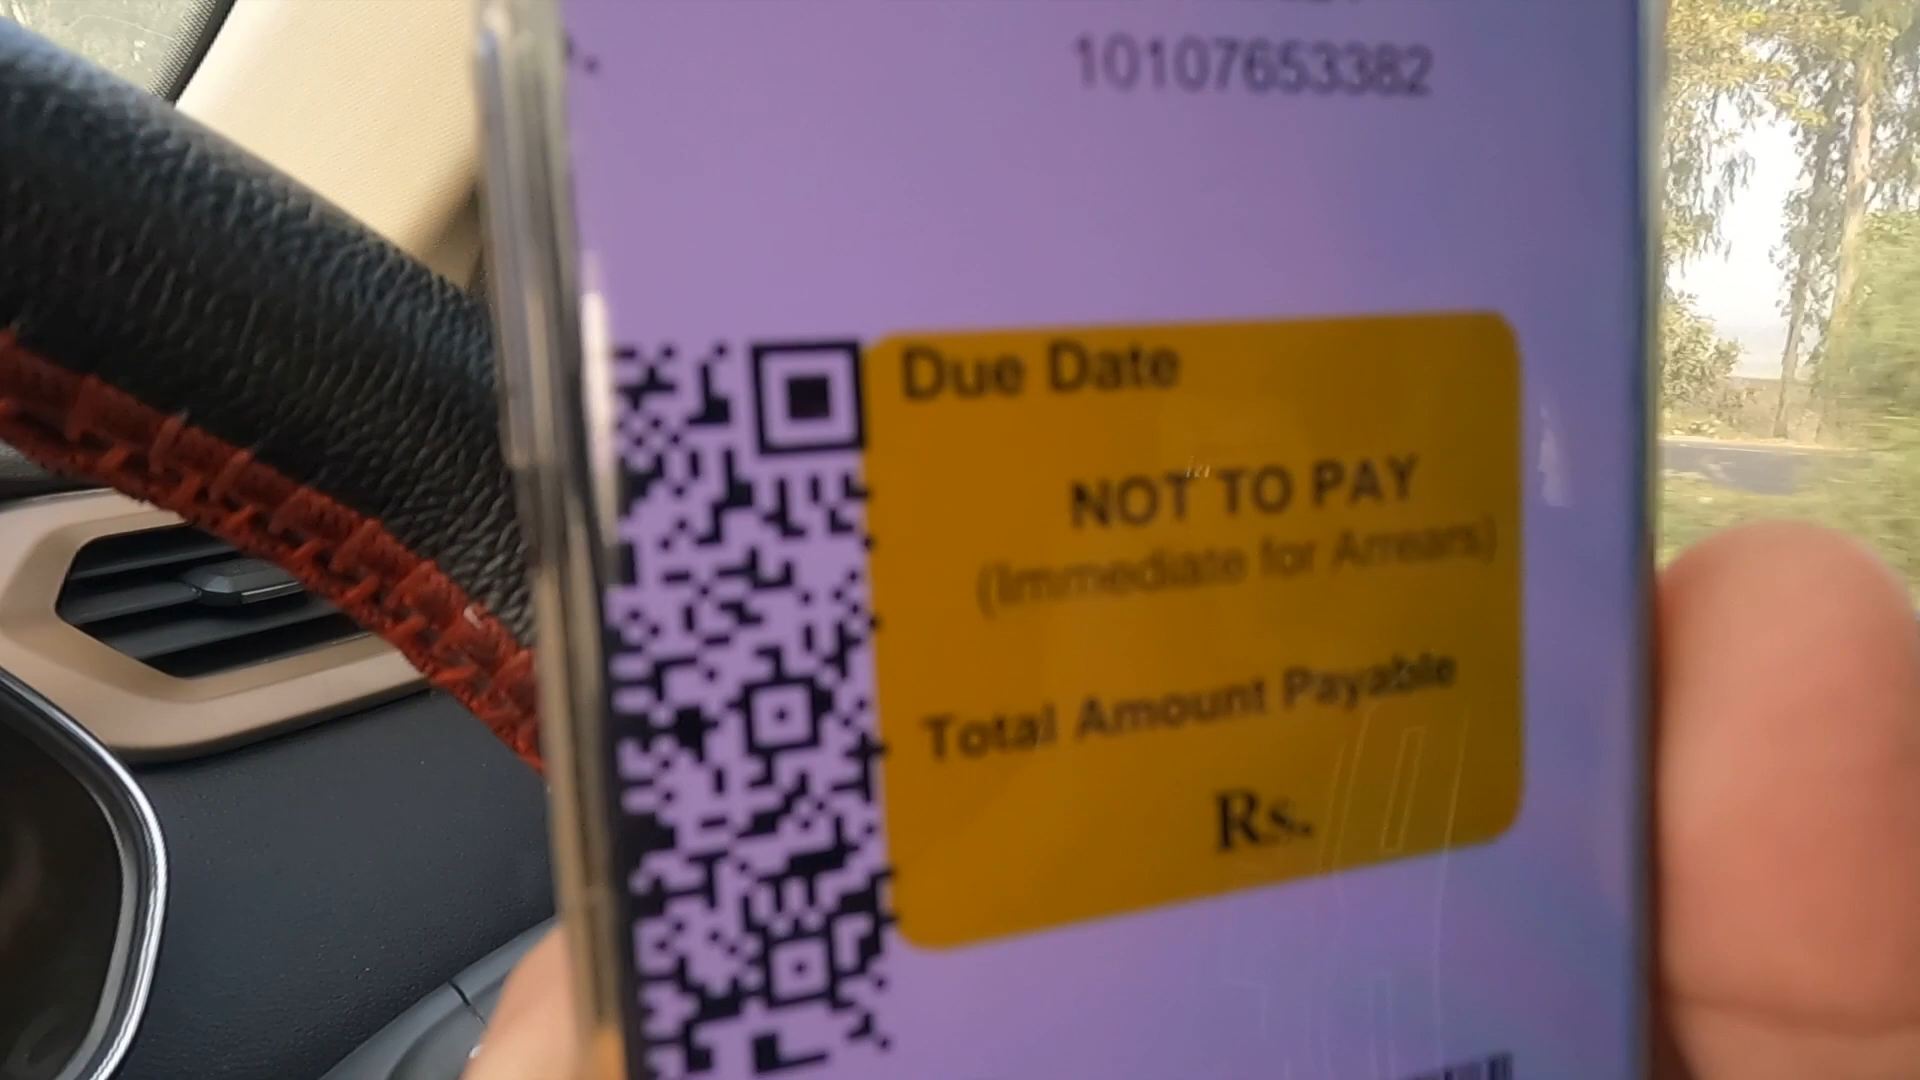 10107653382
Due Date
NOT TO PAY
(Immediate for Arrears)
Total Amount Payable
Rs.